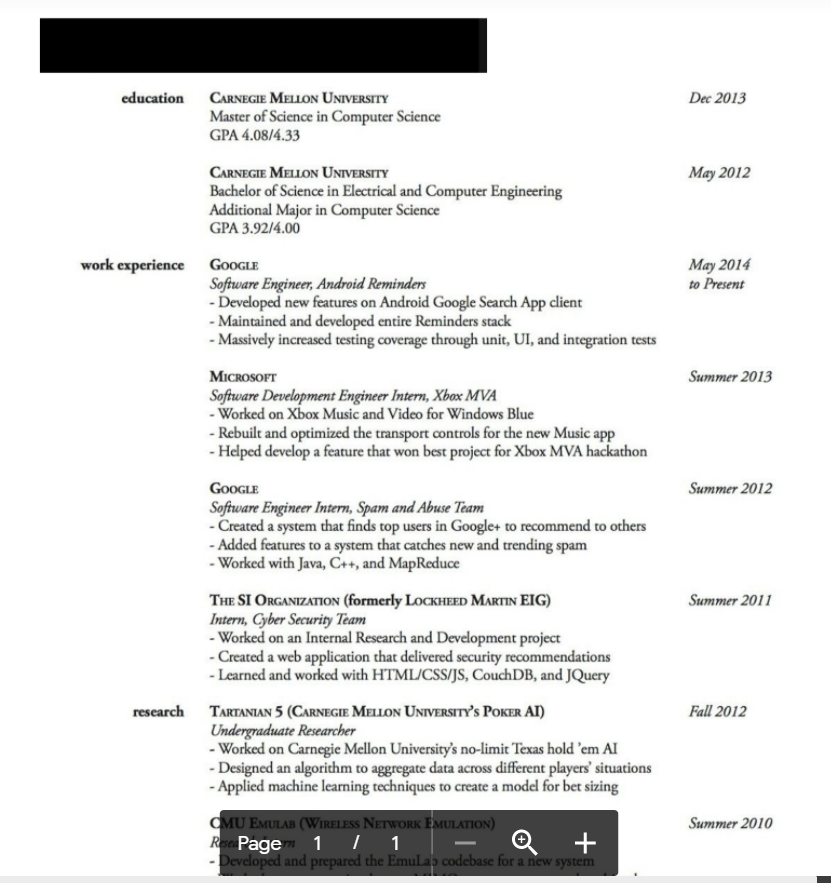 education CARNEGIE MELLON UNIVERSITY Dec 2013
Master of Science in Computer Science
GPA 4.08/4.33
CARNEGIE MELLON UNIVERSITY May 2012
Bachelor of Science in Electrical and Computer Engineering
Additional Major in Computer Science
GPA 3.92/4.00
work experience GOOGLE May 2014
Software Engineer, Android Reminders to Present
- Developed new features on Android Google Search App client
- Maintained and developed entire Reminders stack
- Massively increased testing coverage through unit, UI, and integration tests
MICROSOFT Summer 2013
Software Development Engineer Intern, Xbox MVA
- Worked on Xbox Music and Video for Windows Blue
- Rebuilt and optimized the transport controls for the new Music app
- Helped develop a feature that won best project for Xbox MVA hackathon
GOOGLE Summer 2012
Software Engineer Intern, Spam and Abuse Team
- Created a system that finds top users in Google+ to recommend to others
- Added features to a system that catches new and trending spam
- Worked with Java, C++, and MapReduce
THE SI ORGANIZATION (formerly LOCKHEED MARTIN EIG) Summer 2011
Intern, Cyber Security Team
- Worked on an Internal Research and Development project
- Created a web application that delivered security recommendations
- Learned and worked with HTML/CSS/JS, CouchDB, and JQuery
research TARTANIAN 5 (CARNEGIE MELLON UNIVERSITY'S POKER AI) Fall 2012
Undergraduate Researcher
- Worked on Carnegie Mellon University's no-limit Texas hold 'em AI
- Designed an algorithm to aggregate data across different players' situations
- Applied machine learning techniques to create a model for bet sizing
CMU EMULAB (WIRELESS NETWORK EMULATION) Summer 2010
Page 1 / 1
- Developed and prepared the EmuLab codebase for a new system